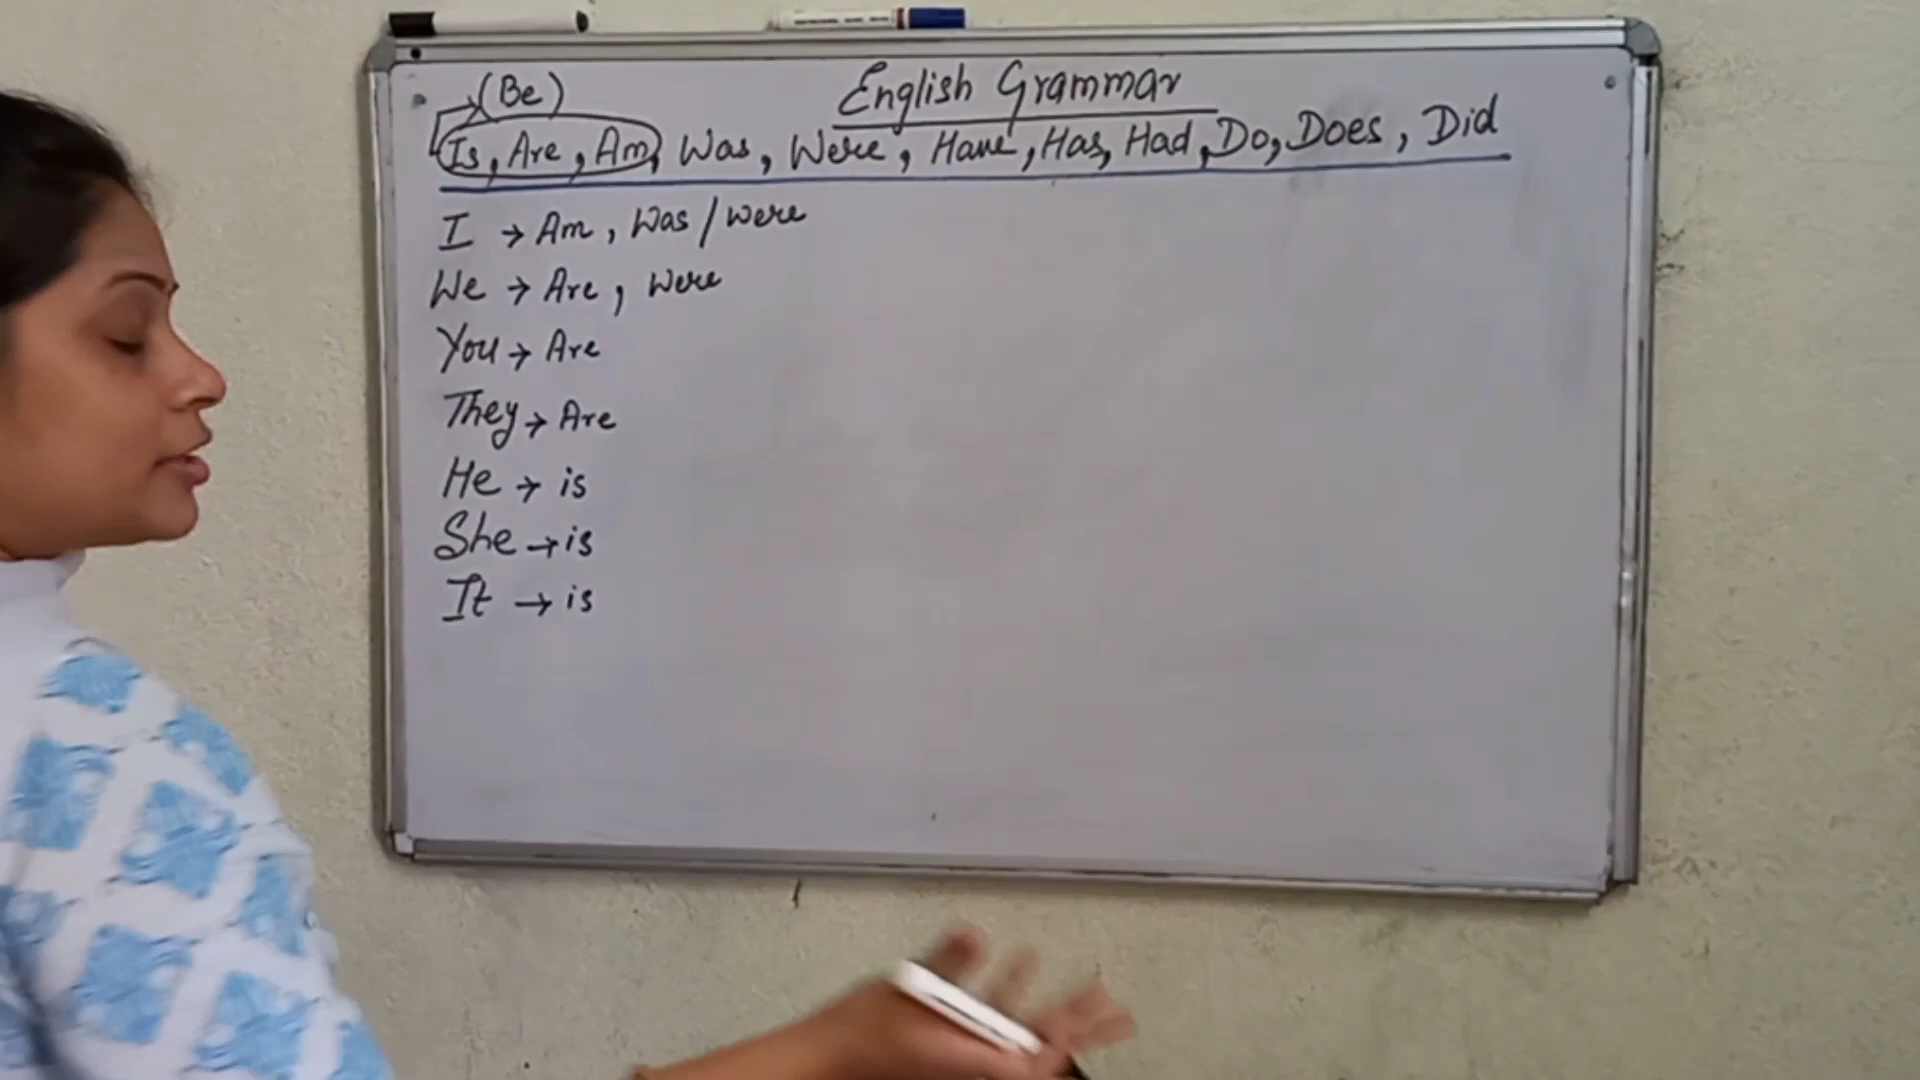 (Be)
English Grammar
Is, Are, Am, Was, Were, Have, Has, Had, Do, Does, Did
I → Am, Was/Were
We → Are, Were
You → Are
They → Are
He → is
She → is
It → is